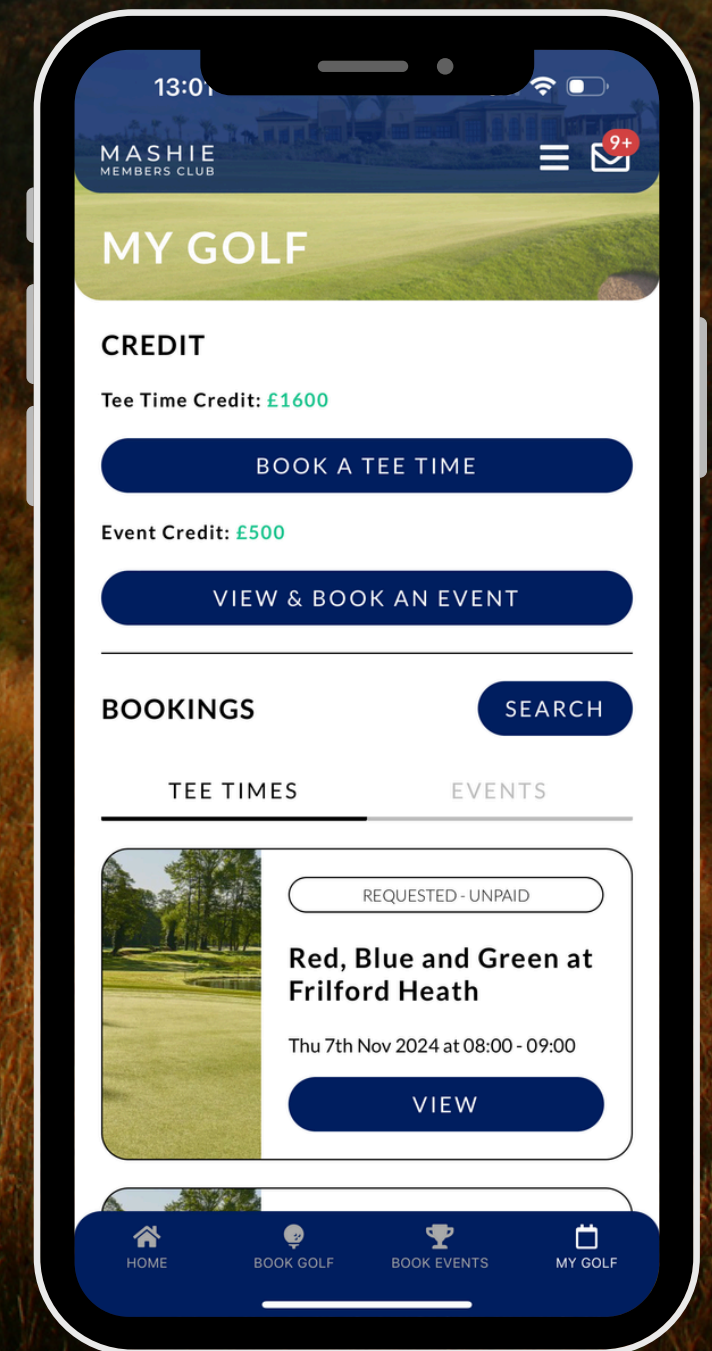 13:01
MASHIE
MEMBERS CLUB
9+
MY GOLF
CREDIT
Tee Time Credit: £1600
BOOK A TEE TIME
Event Credit: £500
VIEW & BOOK AN EVENT
BOOKINGS
SEARCH
TEE TIMES
EVENTS
REQUESTED - UNPAID
Red, Blue and Green at
Frilford Heath
Thu 7th Nov 2024 at 08:00 - 09:00
VIEW
HOME
BOOK GOLF
BOOK EVENTS
MY GOLF